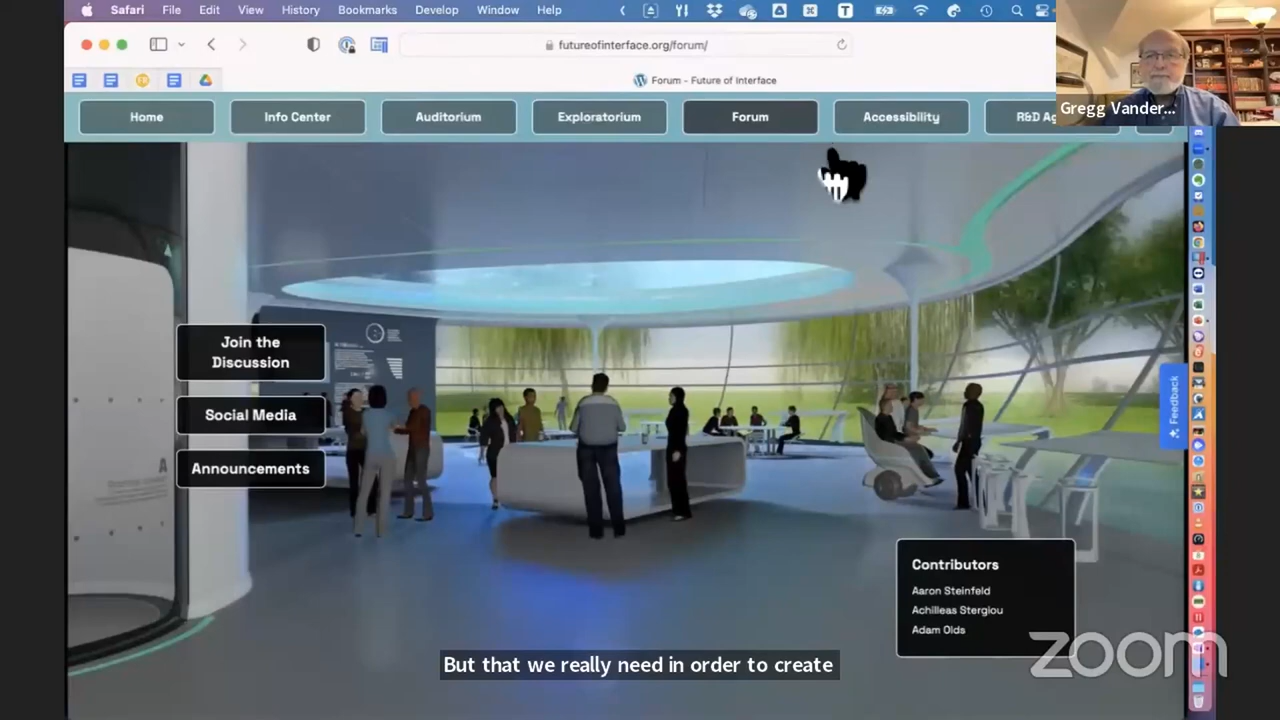 Safari File Edit View History Bookmarks Develop Window Help
futureofinterface.org/forum/
Forum - Future of Interface
Home Info Center Auditorium Exploratorium Forum Accessibility R&D Ag
Gregg Vander...
Join the
Discussion
Social Media
Announcements
Feedback
Contributors
Aaron Steinfeld
Achilleas Stergiou
Adam Olds
But that we really need in order to create
zoom